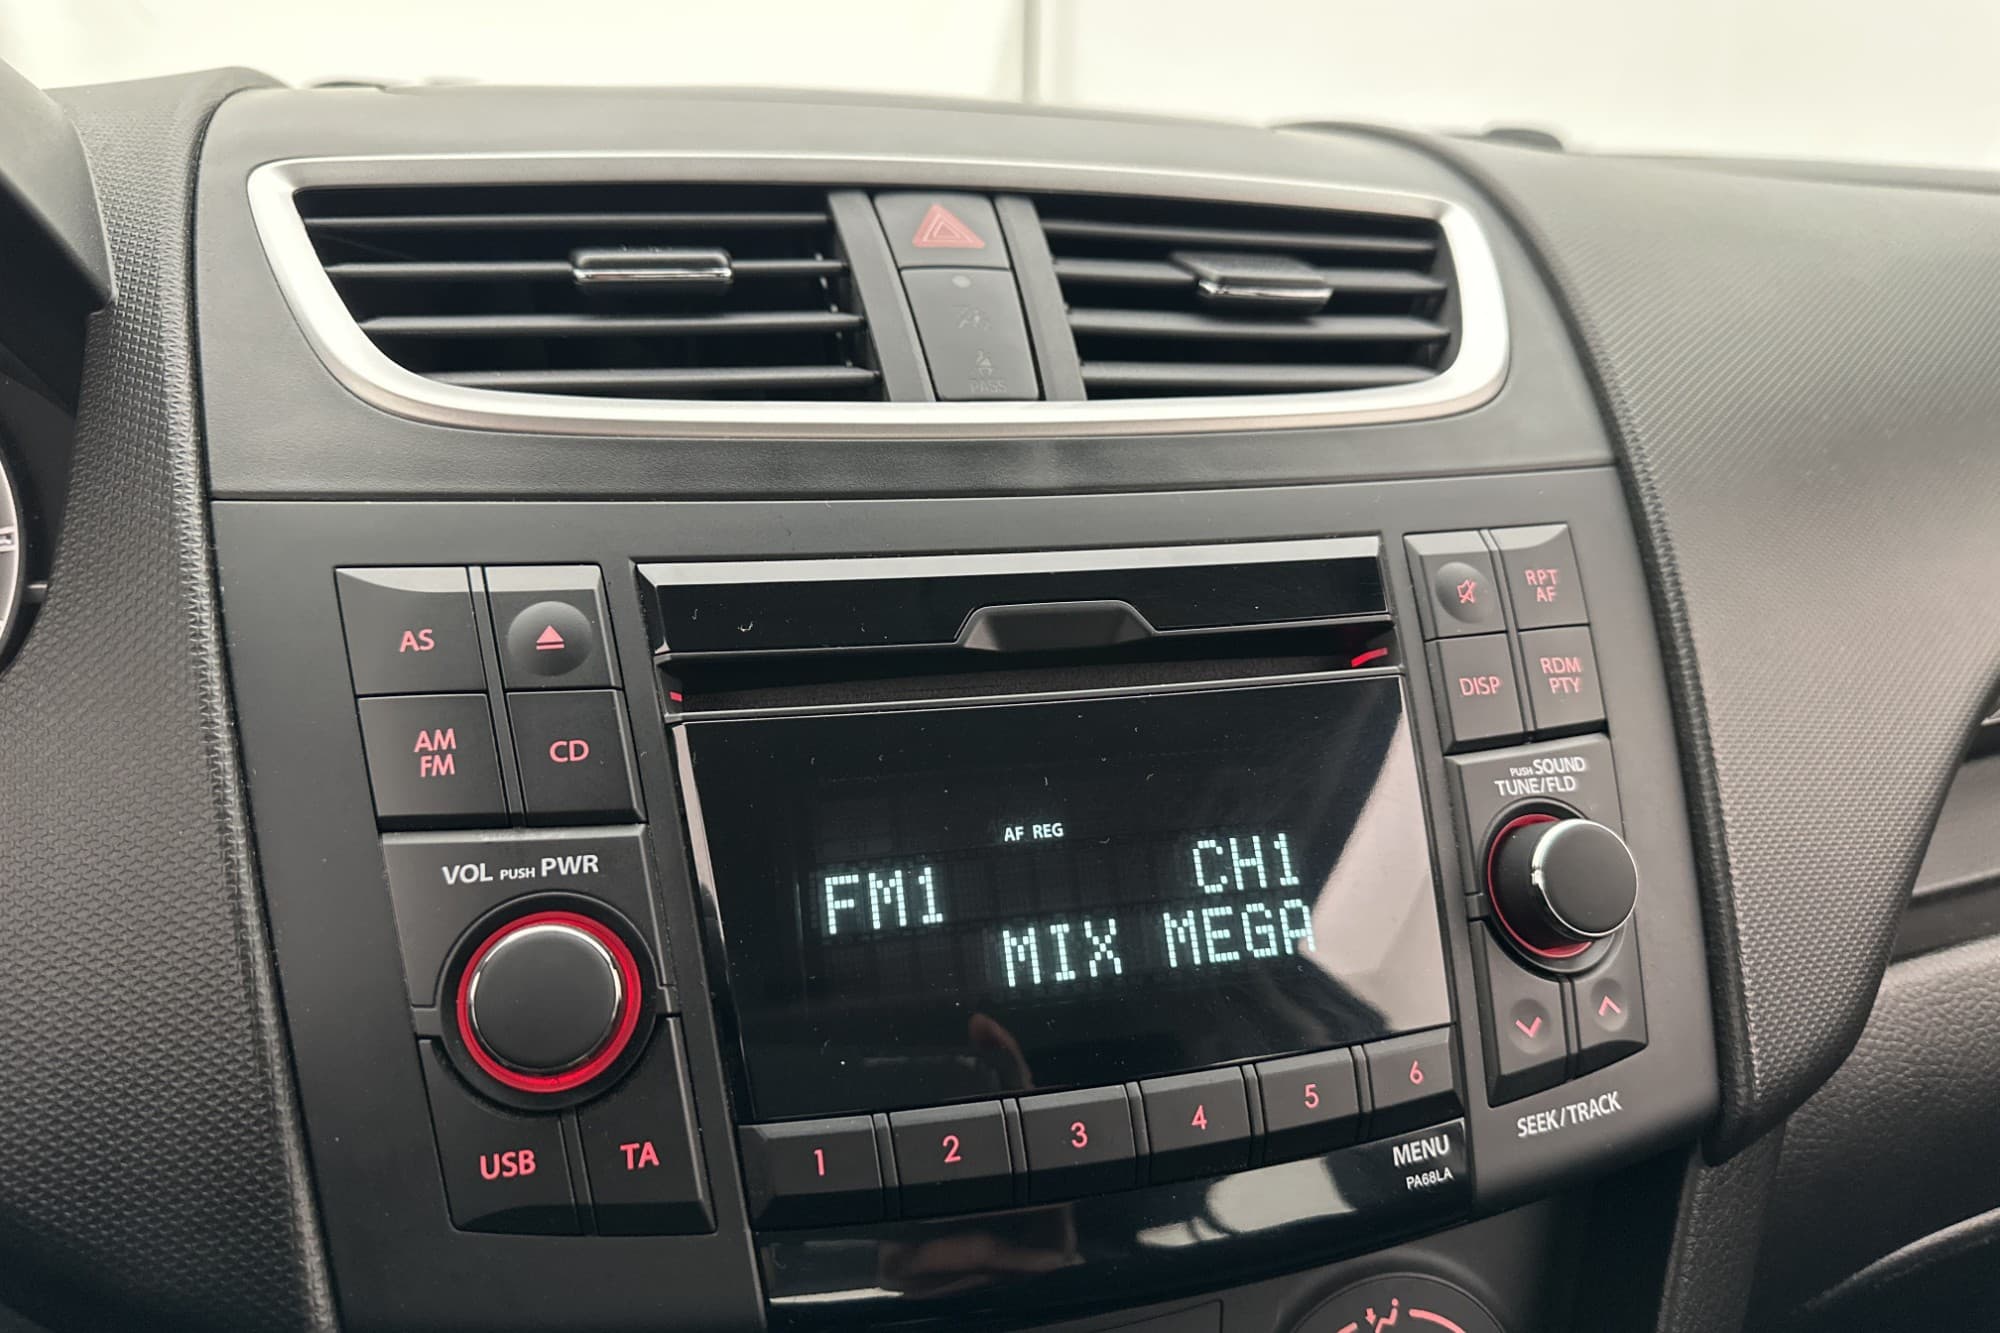 PASS
AS
AM
FM
CD
VOL PUSH PWR
USB
TA
AF REG
FM1
CH1
MIX MEGA
1
2
3
4
5
6
MENU
PA68LA
RPT
AF
DISP
RDM
PTY
PUSH SOUND
TUNE/FLD
SEEK/TRACK